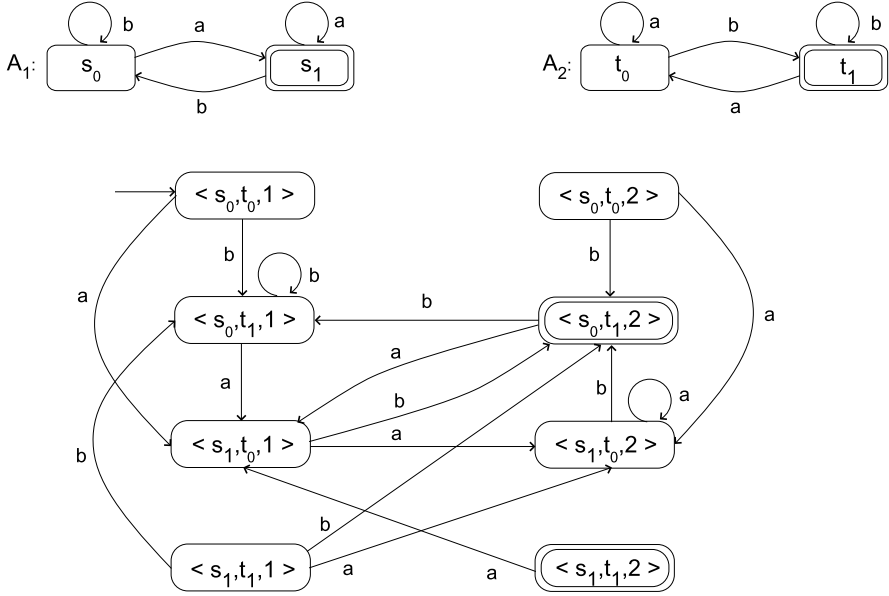 b a a a b b
A1: s0 s1 A2: t0 t1
b a
< s0,t0,1 > < s0,t0,2 >
b b
b
a b a
< s0,t1,1 > < s0,t1,2 >
a
a b b a
a
< s1,t0,1 > < s1,t0,2 >
b
b
< s1,t1,1 > a a < s1,t1,2 >